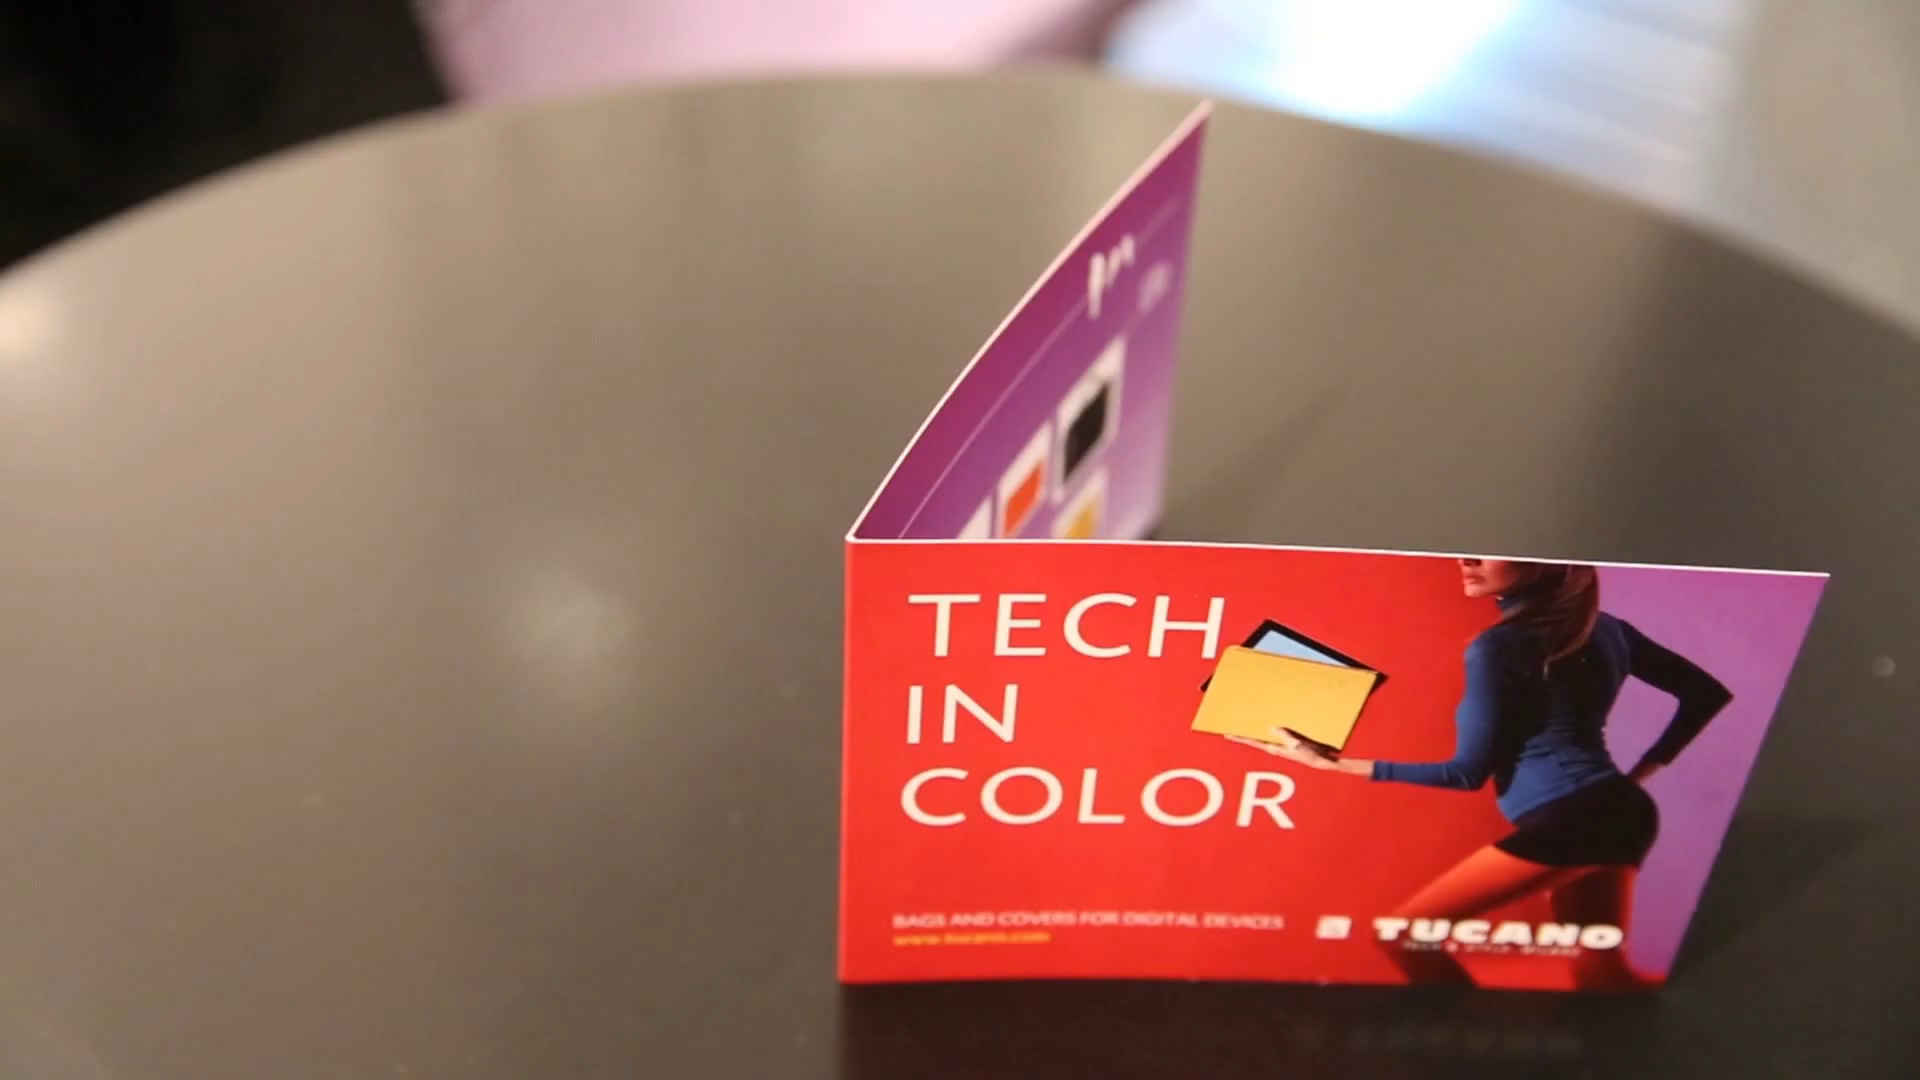 TECH
IN
COLOR
BAGS AND COVERS FOR DIGITAL DEVICES
www.tucano.com
TUCANO